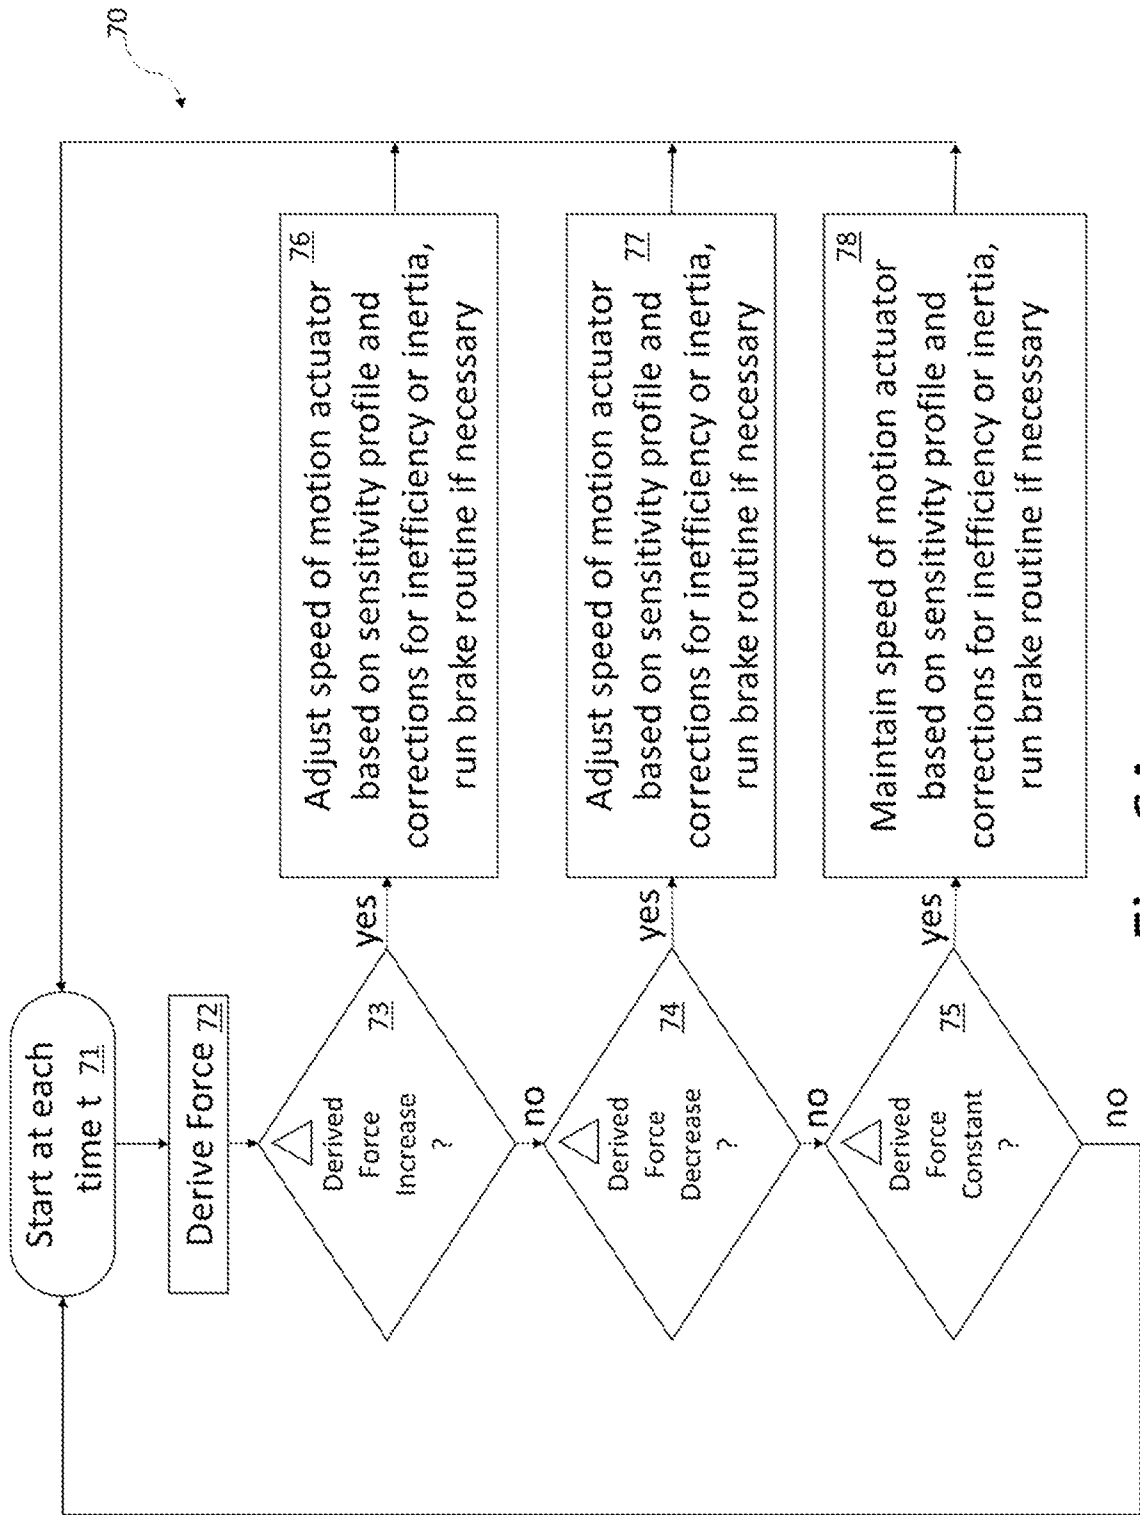 70
Start at each
time t 71
Derive Force 72
73
Derived
Force
Increase
?
yes
76
Adjust speed of motion actuator
based on sensitivity profile and
corrections for inefficiency or inertia,
run brake routine if necessary
no
74
Derived
Force
Decrease
?
yes
Adjust speed of motion actuator 77
based on sensitivity profile and
corrections for inefficiency or inertia,
run brake routine if necessary
no
75
Derived
Force
Constant
?
yes
78
Maintain speed of motion actuator
based on sensitivity profile and
corrections for inefficiency or inertia,
run brake routine if necessary
no